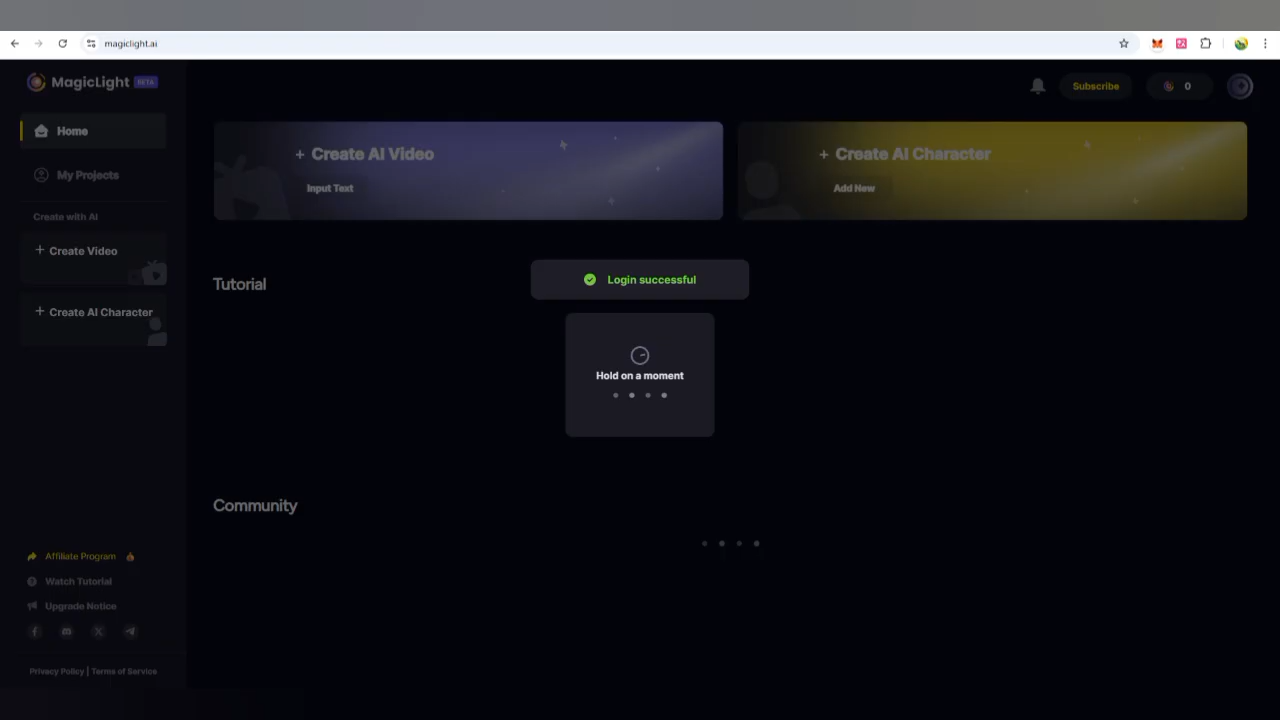 magiclight.ai
MagicLight BETA
Subscribe
0
Home
My Projects
Create with AI
+ Create Video
+ Create AI Character
+ Create AI Video
Input Text
+ Create AI Character
Add New
Tutorial
Login successful
Hold on a moment
Community
Affiliate Program
Watch Tutorial
Upgrade Notice
Privacy Policy | Terms of Service